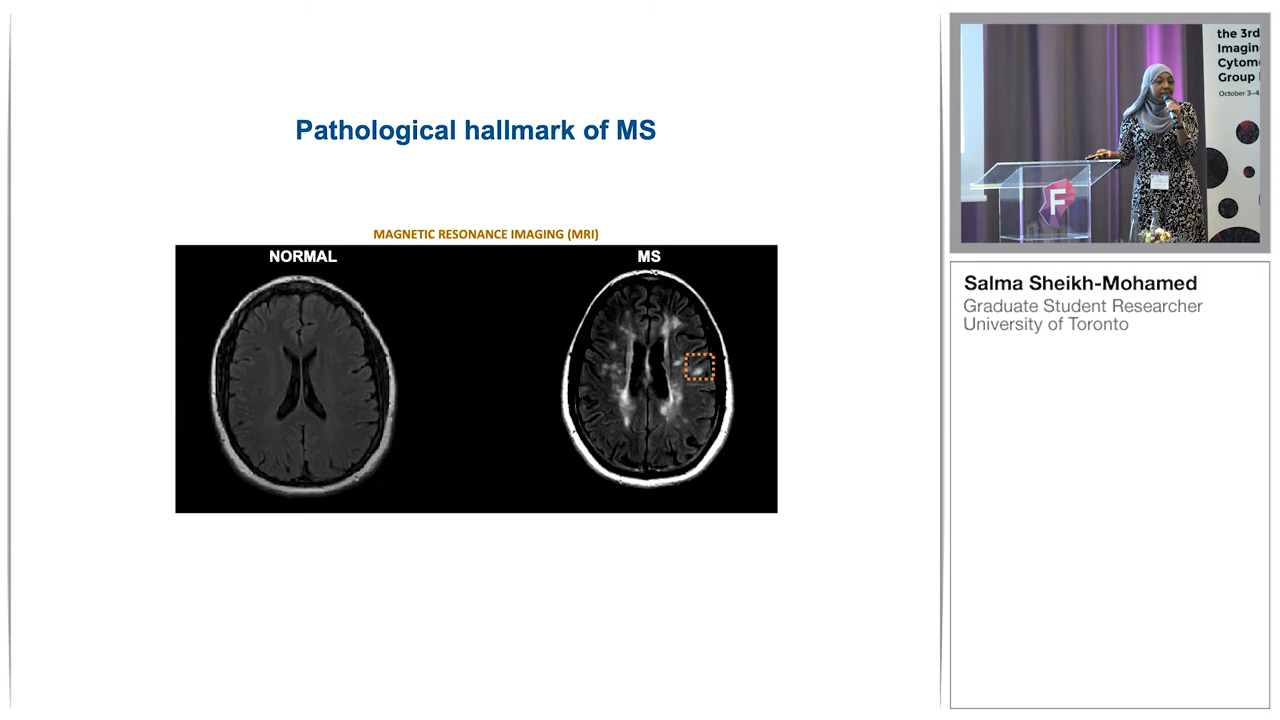 Pathological hallmark of MS
MAGNETIC RESONANCE IMAGING (MRI)
NORMAL
MS
the 3rd
Imagin
Cytome
Group
October 3–4
F
Salma Sheikh-Mohamed
Graduate Student Researcher
University of Toronto